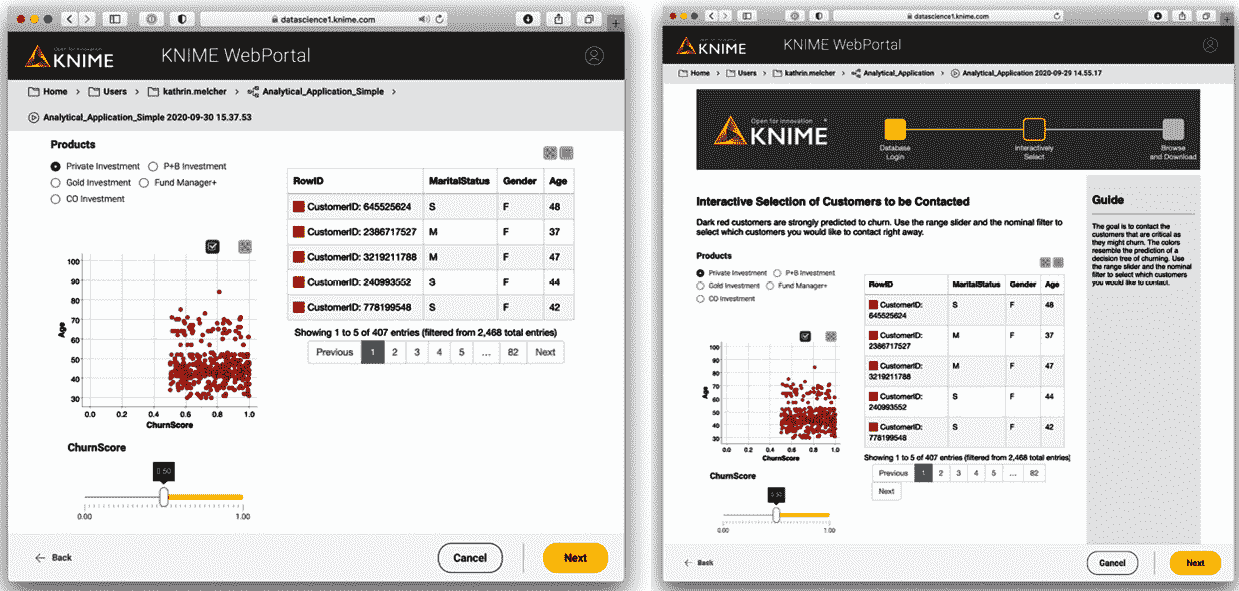 datascience1.knime.com
Open for innovation
KNIME
KNIME WebPortal
Home > Users > kathrin.melcher > Analytical_Application_Simple >
Analytical_Application_Simple 2020-09-30 15.37.53
Products
Private Investment P+B Investment
Gold Investment Fund Manager+
CO Investment
RowID MaritalStatus Gender Age
CustomerID: 645525624 S F 48
CustomerID: 2386717527 M F 37
CustomerID: 3219211788 M F 47
CustomerID: 240993552 S F 44
CustomerID: 778199548 S F 42
Showing 1 to 5 of 407 entries (filtered from 2,468 total entries)
Previous 1 2 3 4 5 ... 82 Next
100
90
80
70
60
50
40
30
Age
0.0 0.2 0.4 0.6 0.8 1.0
ChurnScore
ChurnScore
50
0.00 1.00
Back
Cancel
Next
datascience1.knime.com
Open for innovation
KNIME
KNIME WebPortal
Home > Users > kathrin.melcher > Analytical_Application > Analytical_Application 2020-09-29 14.55.17
Open for innovation
KNIME
Database
Login
Interactively
Select
Browse
and Download
Interactive Selection of Customers to be Contacted
Dark red customers are strongly predicted to churn. Use the range slider and the nominal filter to
select which customers you would like to contact right away.
Products
Private Investment P+B Investment
Gold Investment Fund Manager+
CO Investment
RowID MaritalStatus Gender Age
CustomerID: S F 48
645525624
CustomerID: M F 37
2386717527
CustomerID: M F 47
3219211788
CustomerID: S F 44
240993552
CustomerID: S F 42
778199548
Showing 1 to 5 of 407 entries (filtered from 2,468 total entries)
Previous 1 2 3 4 5 ... 82
Next
100
90
80
70
60
50
40
30
Age
0.0 0.2 0.4 0.6 0.8 1.0
ChurnScore
ChurnScore
0.00 1.00
Guide
The goal is to contact the
customers that are critical as
they might churn. The colors
resemble the prediction of a
decision tree of churning. Use
the range slider and the nominal
filter to select which customers
you would like to contact.
Back
Cancel
Next